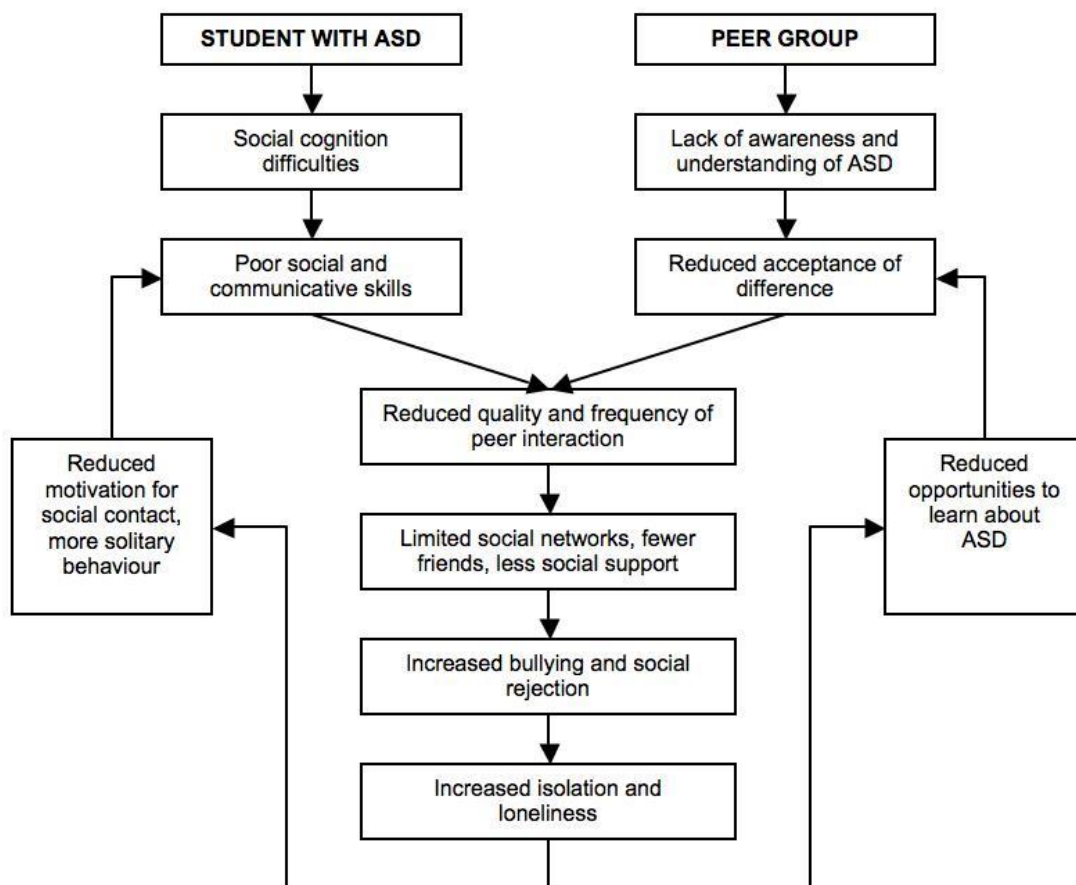 STUDENT WITH ASD
PEER GROUP
Social cognition
difficulties
Lack of awareness and
understanding of ASD
Poor social and
communicative skills
Reduced acceptance of
difference
Reduced quality and frequency of
peer interaction
Reduced
motivation for
social contact,
more solitary
behaviour
Reduced
opportunities to
learn about
ASD
Limited social networks, fewer
friends, less social support
Increased bullying and social
rejection
Increased isolation and
loneliness